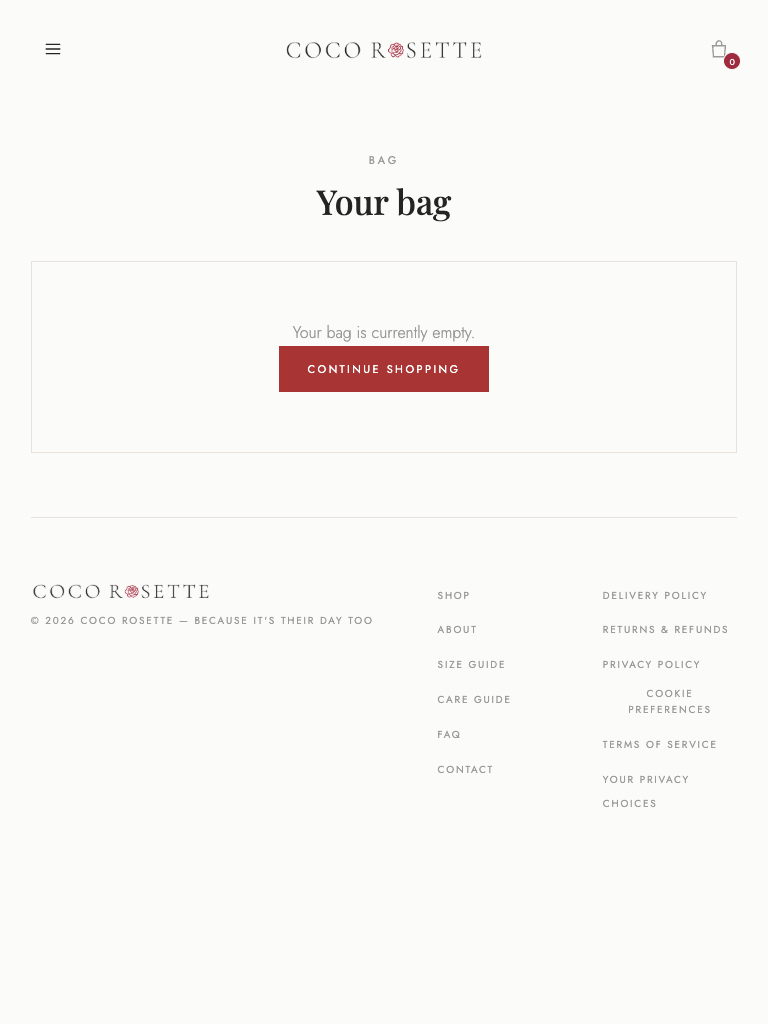 COCO ROSETTE
0
BAG
Your bag
Your bag is currently empty.
CONTINUE SHOPPING
COCO ROSETTE
© 2026 COCO ROSETTE — BECAUSE IT'S THEIR DAY TOO
SHOP
ABOUT
SIZE GUIDE
CARE GUIDE
FAQ
CONTACT
DELIVERY POLICY
RETURNS & REFUNDS
PRIVACY POLICY
COOKIE
PREFERENCES
TERMS OF SERVICE
YOUR PRIVACY
CHOICES